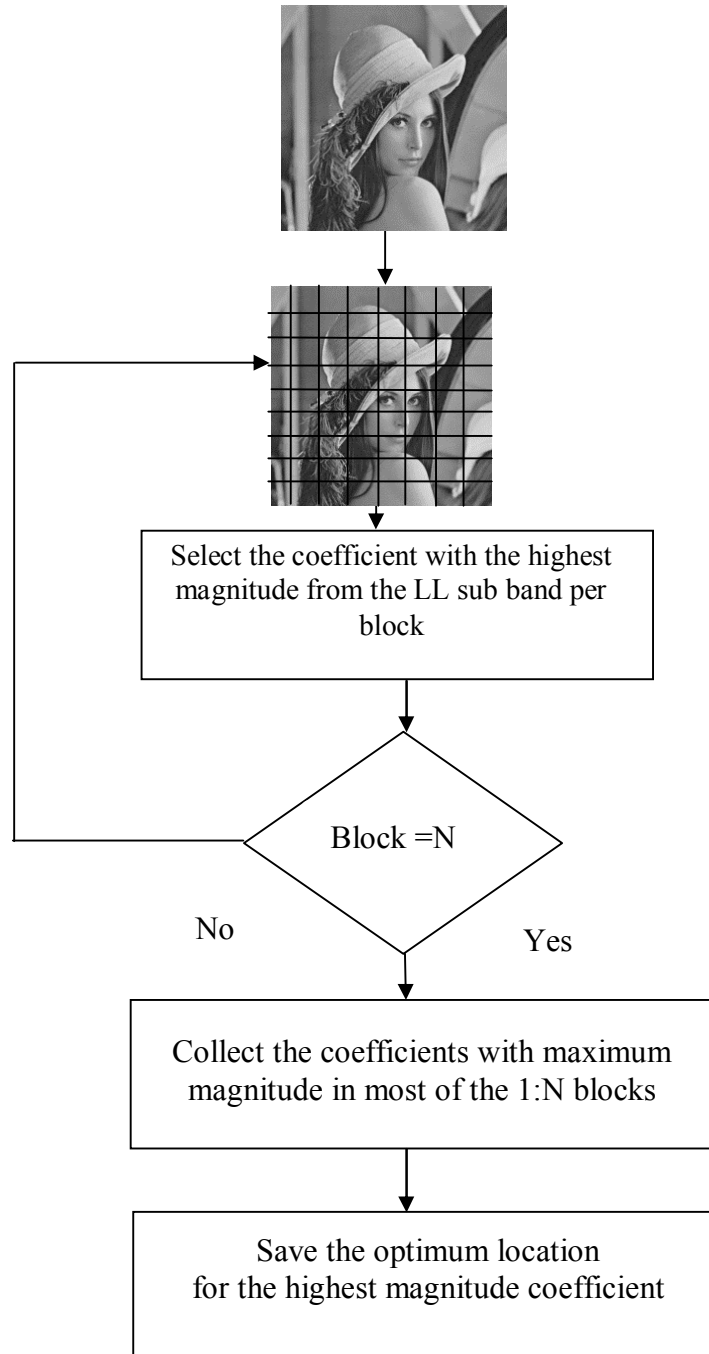 Select the coefficient with the highest
magnitude from the LL sub band per
block
Block =N
No
Yes
Collect the coefficients with maximum
magnitude in most of the 1:N blocks
Save the optimum location
for the highest magnitude coefficient